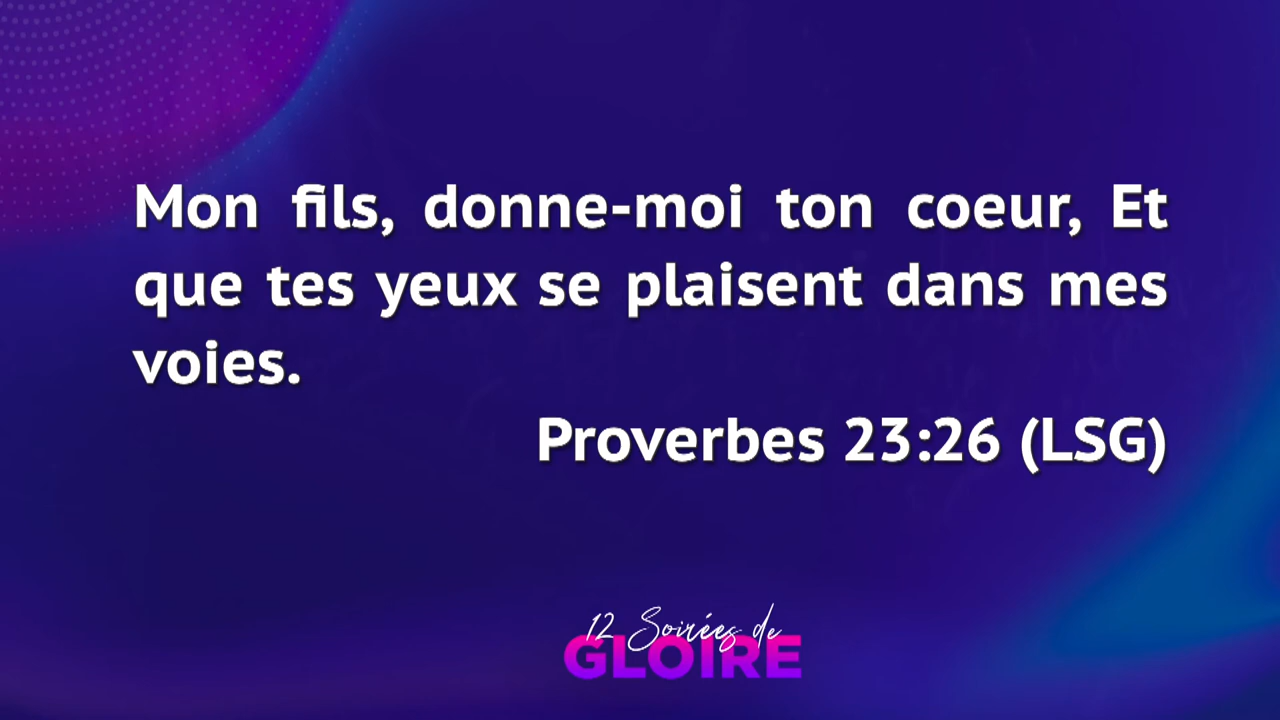 Mon fils, donne-moi ton coeur, Et
que tes yeux se plaisent dans mes
voies.
Proverbes 23:26 (LSG)
12 Soirées de
GLOIRE